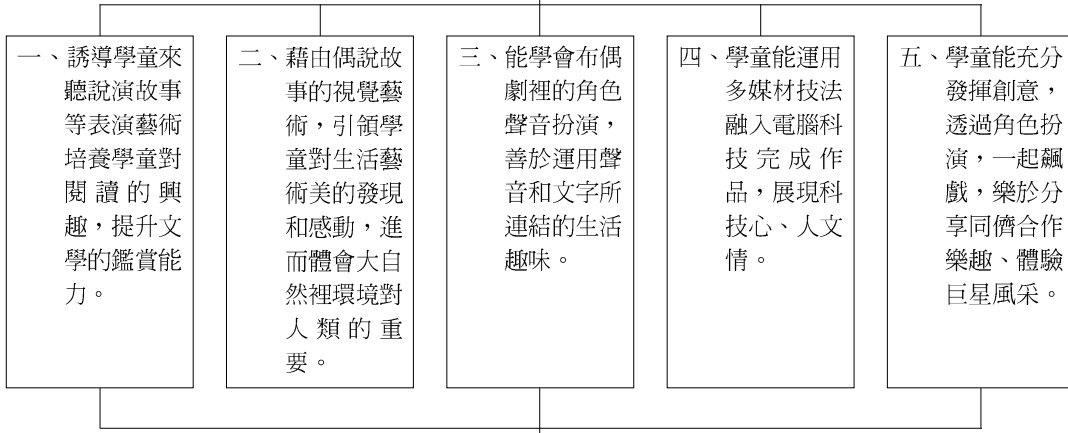 一、誘導學童來
聽說演故事
等表演藝術
培養學童對
閱讀的興
趣，提升文
學的鑑賞能
力。
二、藉由偶說故
事的視覺藝
術，引領學
童對生活藝
術美的發現
和感動，進
而體會大自
然裡環境對
人類的重
要。
三、能學會布偶
劇裡的角色
聲音扮演，
善於運用聲
音和文字所
連結的生活
趣味。
四、學童能運用
多媒材技法
融入電腦科
技完成作
品，展現科
技心、人文
情。
五、學童能充分
發揮創意，
透過角色扮
演，一起飆
戲，樂於分
享同儕合作
樂趣、體驗
巨星風采。